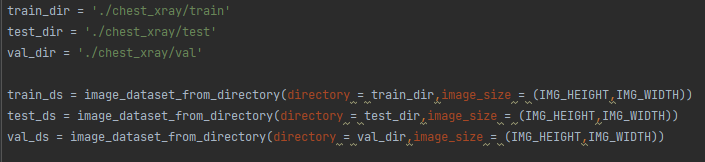 train_dir = './chest_xray/train'
test_dir = './chest_xray/test'
val_dir = './chest_xray/val'
train_ds = image_dataset_from_directory(directory = train_dir,image_size = (IMG_HEIGHT,IMG_WIDTH))
test_ds = image_dataset_from_directory(directory = test_dir,image_size = (IMG_HEIGHT,IMG_WIDTH))
val_ds = image_dataset_from_directory(directory = val_dir,image_size = (IMG_HEIGHT,IMG_WIDTH))